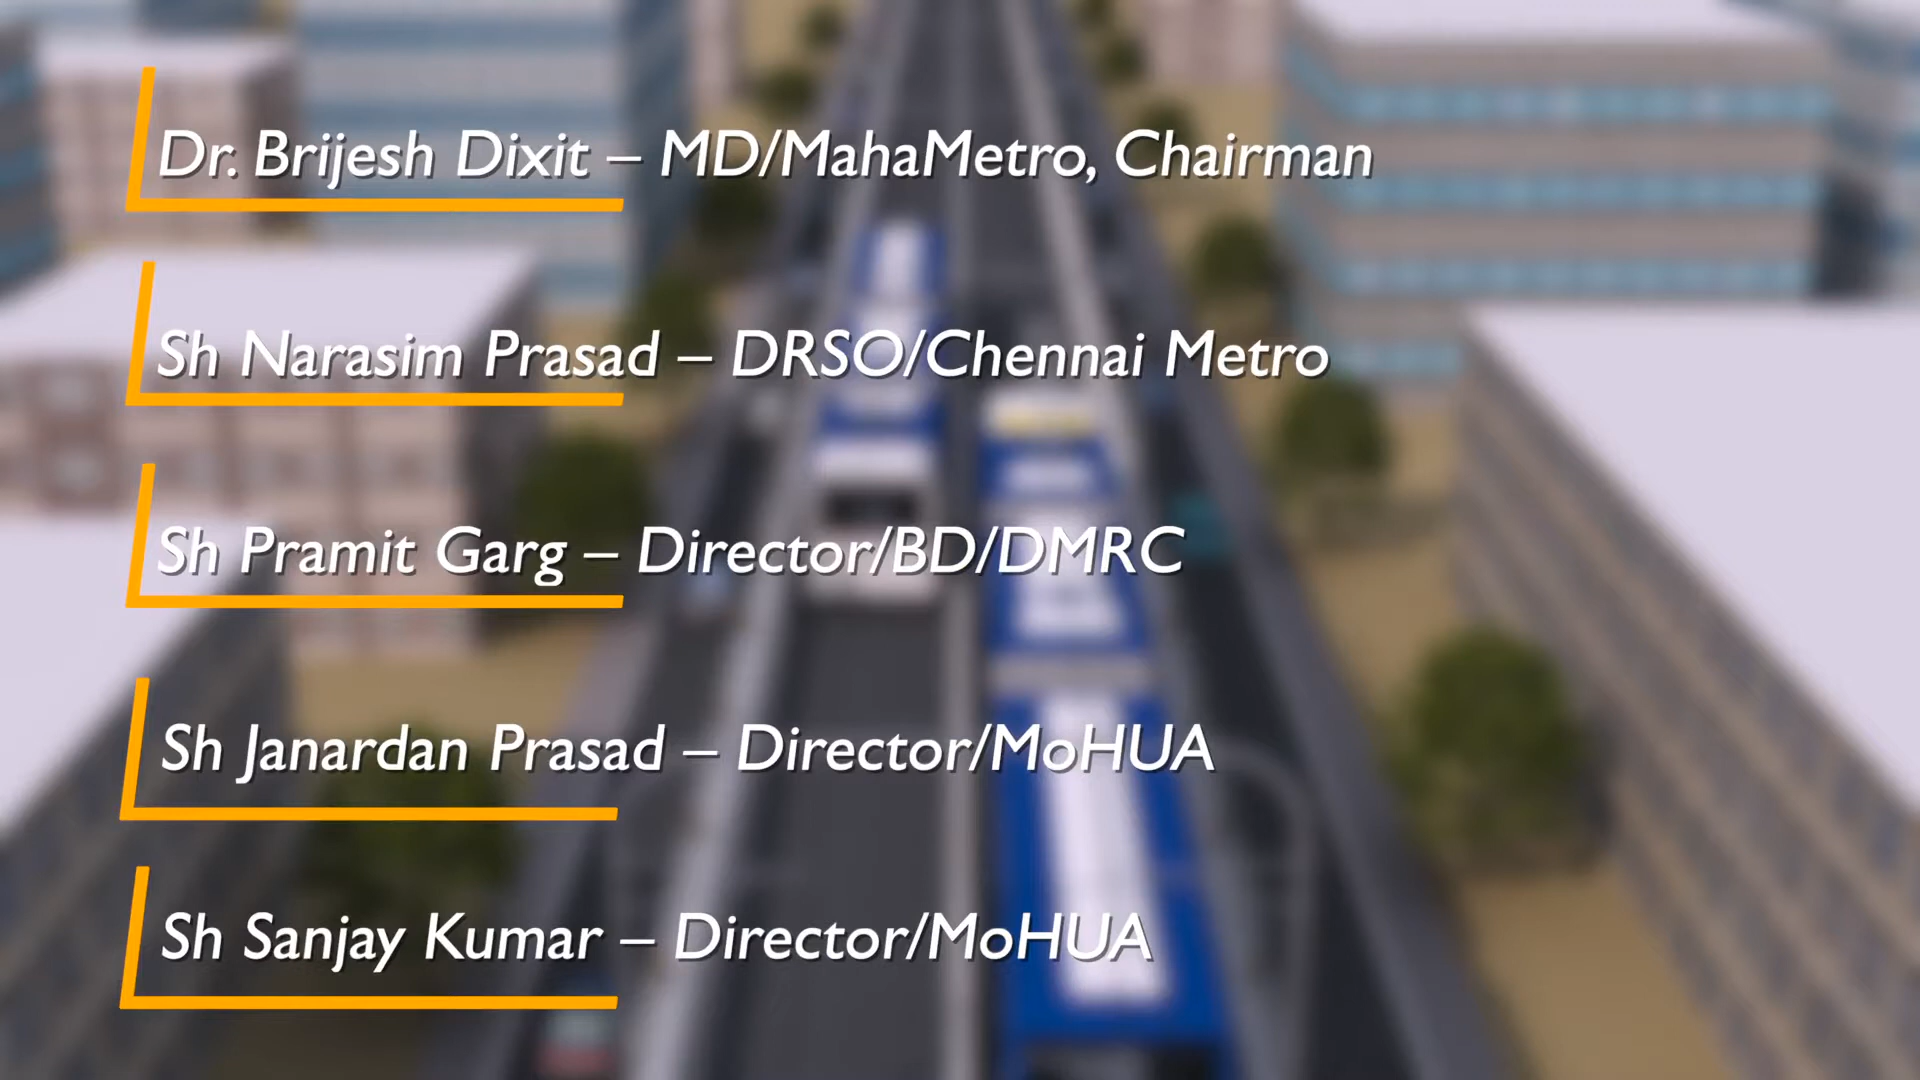 Dr. Brijesh Dixit – MD/MahaMetro, Chairman
Sh Narasim Prasad – DRSO/Chennai Metro
Sh Pramit Garg – Director/BD/DMRC
Sh Janardan Prasad – Director/MoHUA
Sh Sanjay Kumar – Director/MoHUA